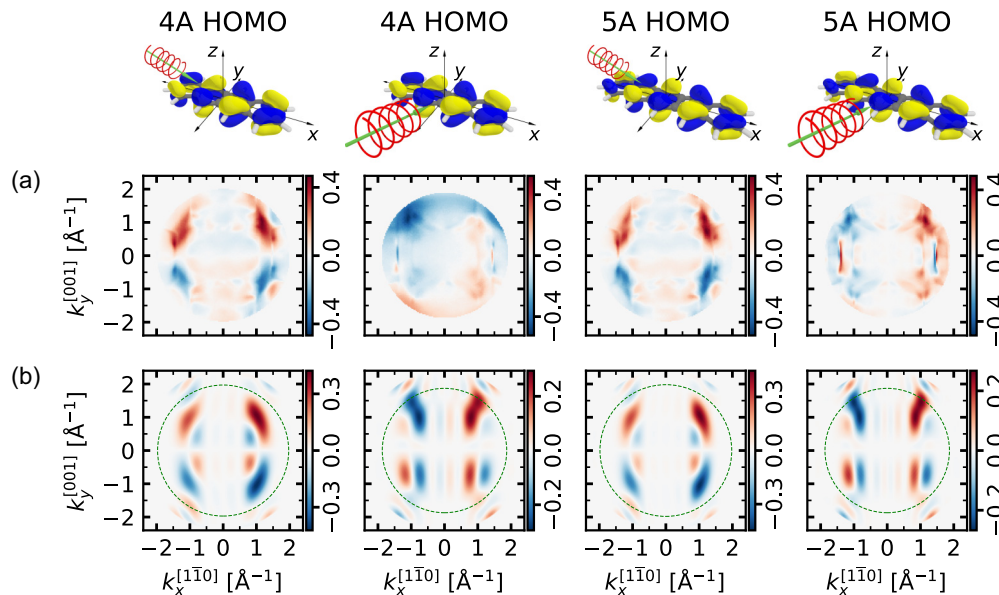 4A HOMO 4A HOMO 5A HOMO 5A HOMO
z z z z
y y y y
x x x x
(a)
k_y^[001] [Å⁻¹]
2
1
0
−1
−2
0.4 0.4 0.4 0.4
0.0 0.0 0.0 0.0
−0.4 −0.4 −0.4 −0.4
(b)
k_y^[001] [Å⁻¹]
2
1
0
−1
−2
0.3 0.2 0.3 0.2
0.0 0.0 0.0 0.0
−0.3 −0.2 −0.3 −0.2
−2 −1 0 1 2 −2 −1 0 1 2 −2 −1 0 1 2 −2 −1 0 1 2
k_x^[11̅0] [Å⁻¹] k_x^[11̅0] [Å⁻¹] k_x^[11̅0] [Å⁻¹] k_x^[11̅0] [Å⁻¹]